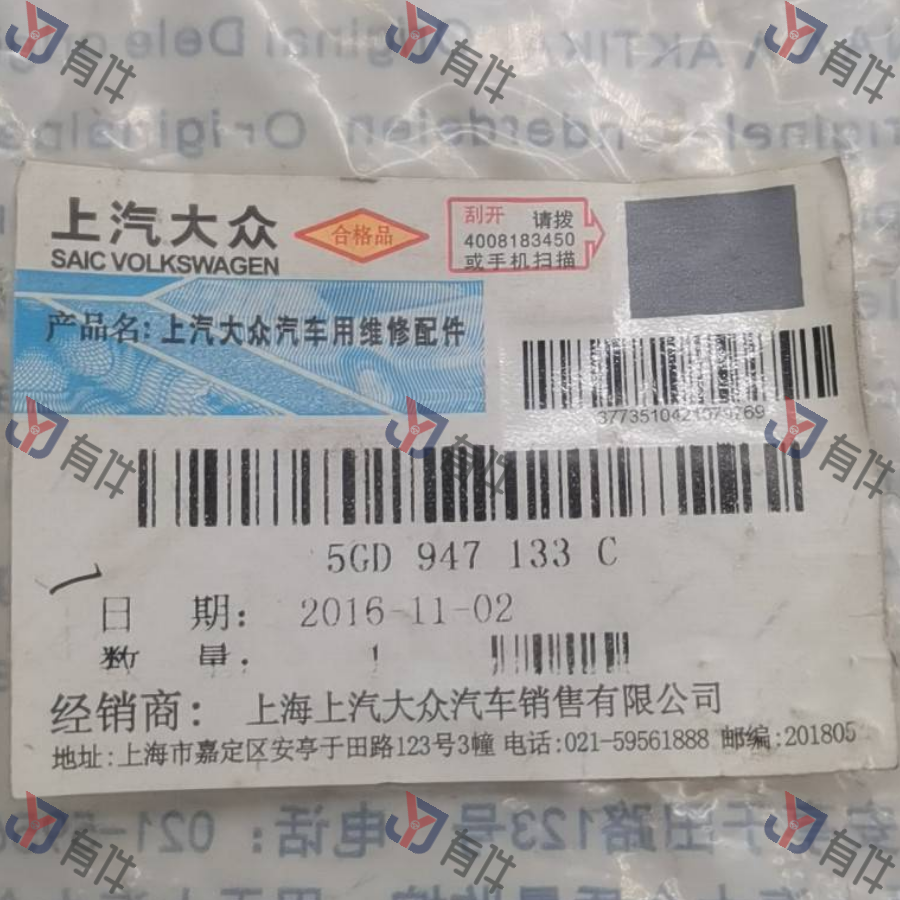 上汽大众
SAIC VOLKSWAGEN
合格品
刮开 请拨
4008183450
或手机扫描
产品名: 上汽大众汽车用维修配件
5GD 947 133 C
日 期: 2016-11-02
数 量: 1
经销商: 上海上汽大众汽车销售有限公司
地址:上海市嘉定区安亭于田路123号3幢 电话:021-59561888 邮编:201805
有件